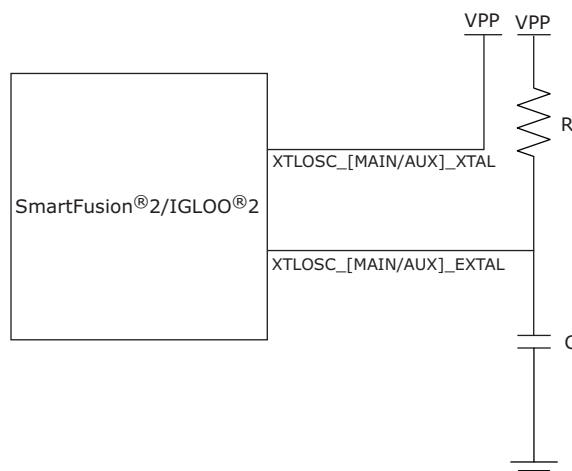 VPP VPP
R
XTLOSC_[MAIN/AUX]_XTAL
SmartFusion®2/IGLOO®2
XTLOSC_[MAIN/AUX]_EXTAL
C